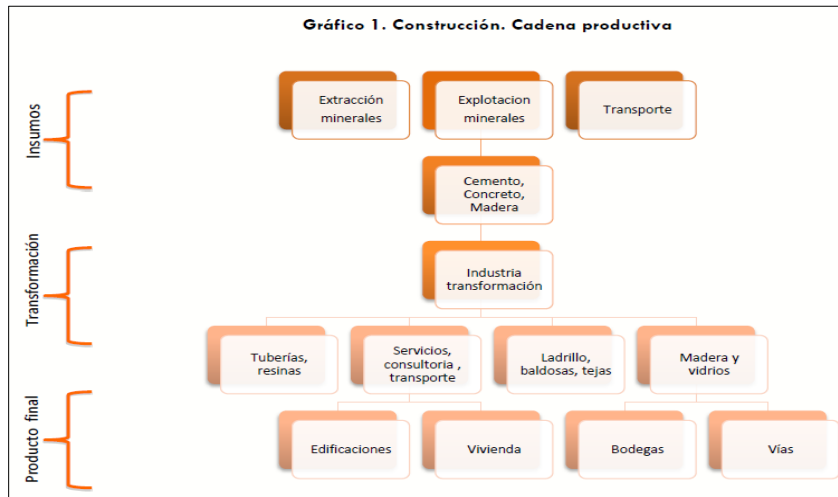 Gráfico 1. Construcción. Cadena productiva
Insumos
Extracción
minerales
Explotacion
minerales
Transporte
Cemento,
Concreto,
Madera
Transformación
Industria
transformación
Tuberías,
resinas
Servicios,
consultoria ,
transporte
Ladrillo,
baldosas, tejas
Madera y
vidrios
Producto final
Edificaciones
Vivienda
Bodegas
Vías